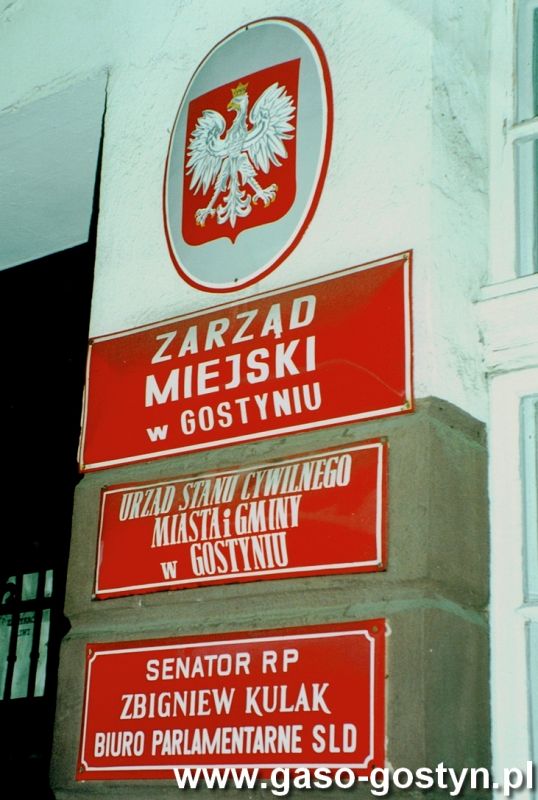 ZARZĄD
MIEJSKI
w GOSTYNIU
URZĄD STANU CYWILNEGO
MIASTA i GMINY
w GOSTYNIU
SENATOR RP
ZBIGNIEW KULAK
BIURO PARLAMENTARNE SLD
www.gaso-gostyn.pl